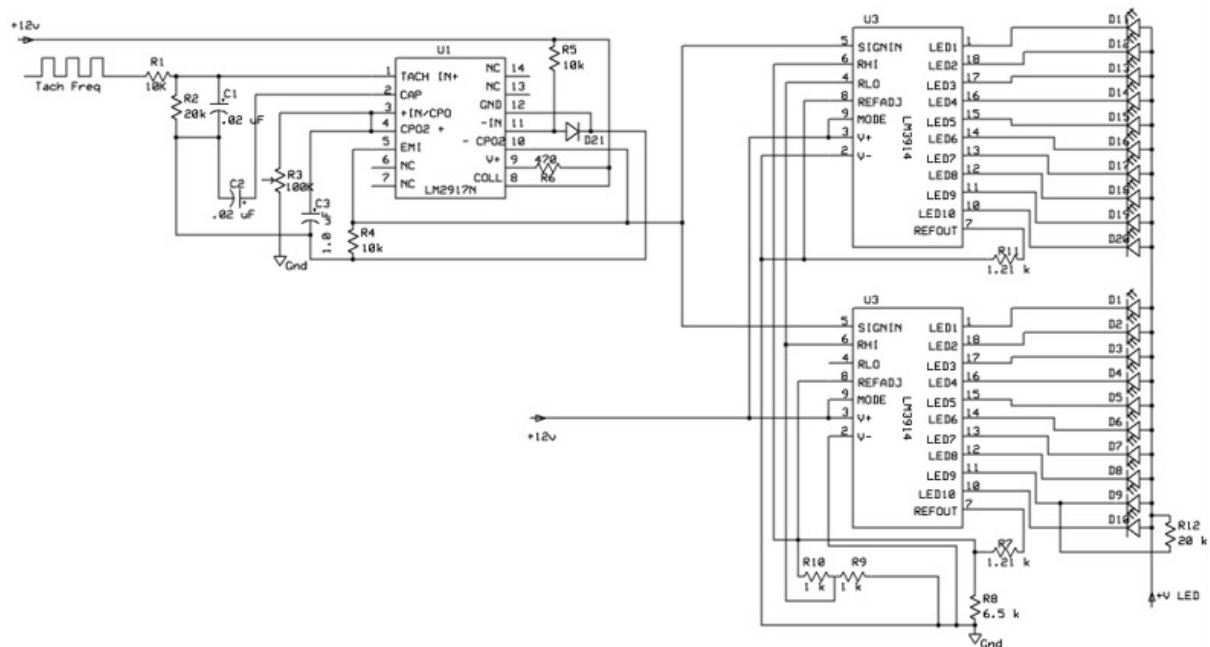 +12v
R1
10K
Tach Freq
R2
20k
C1
.02 uF
C2
.02 uF
R3
100K
C3
1.0
R4
10k
Gnd
U1
1 TACH IN+
2 CAP
3 +IN/CPO
4 CPO2 +
5 EMI
6 NC
7 NC
NC 14
NC 13
GND 12
-IN 11
- CPO2 10
V+ 9
COLL 8
LM2917N
R5
10k
D21
470
R6
U3
5 SIGNIN
6 RHI
4 RLO
8 REFADJ
9 MODE
3 V+
2 V-
LM3914
LED1 1
LED2 18
LED3 17
LED4 16
LED5 15
LED6 14
LED7 13
LED8 12
LED9 11
LED10 10
REFOUT 7
R11
1.21 k
D11
D12
D13
D14
D15
D16
D17
D18
D19
D20
+12v
U3
5 SIGNIN
6 RHI
4 RLO
8 REFADJ
9 MODE
3 V+
2 V-
LM3914
LED1 1
LED2 18
LED3 17
LED4 16
LED5 15
LED6 14
LED7 13
LED8 12
LED9 11
LED10 10
REFOUT 7
D1
D2
D3
D4
D5
D6
D7
D8
D9
D10
R12
20 k
R7
1.21 k
R10
1 k
R9
1 k
R8
6.5 k
Gnd
+V LED